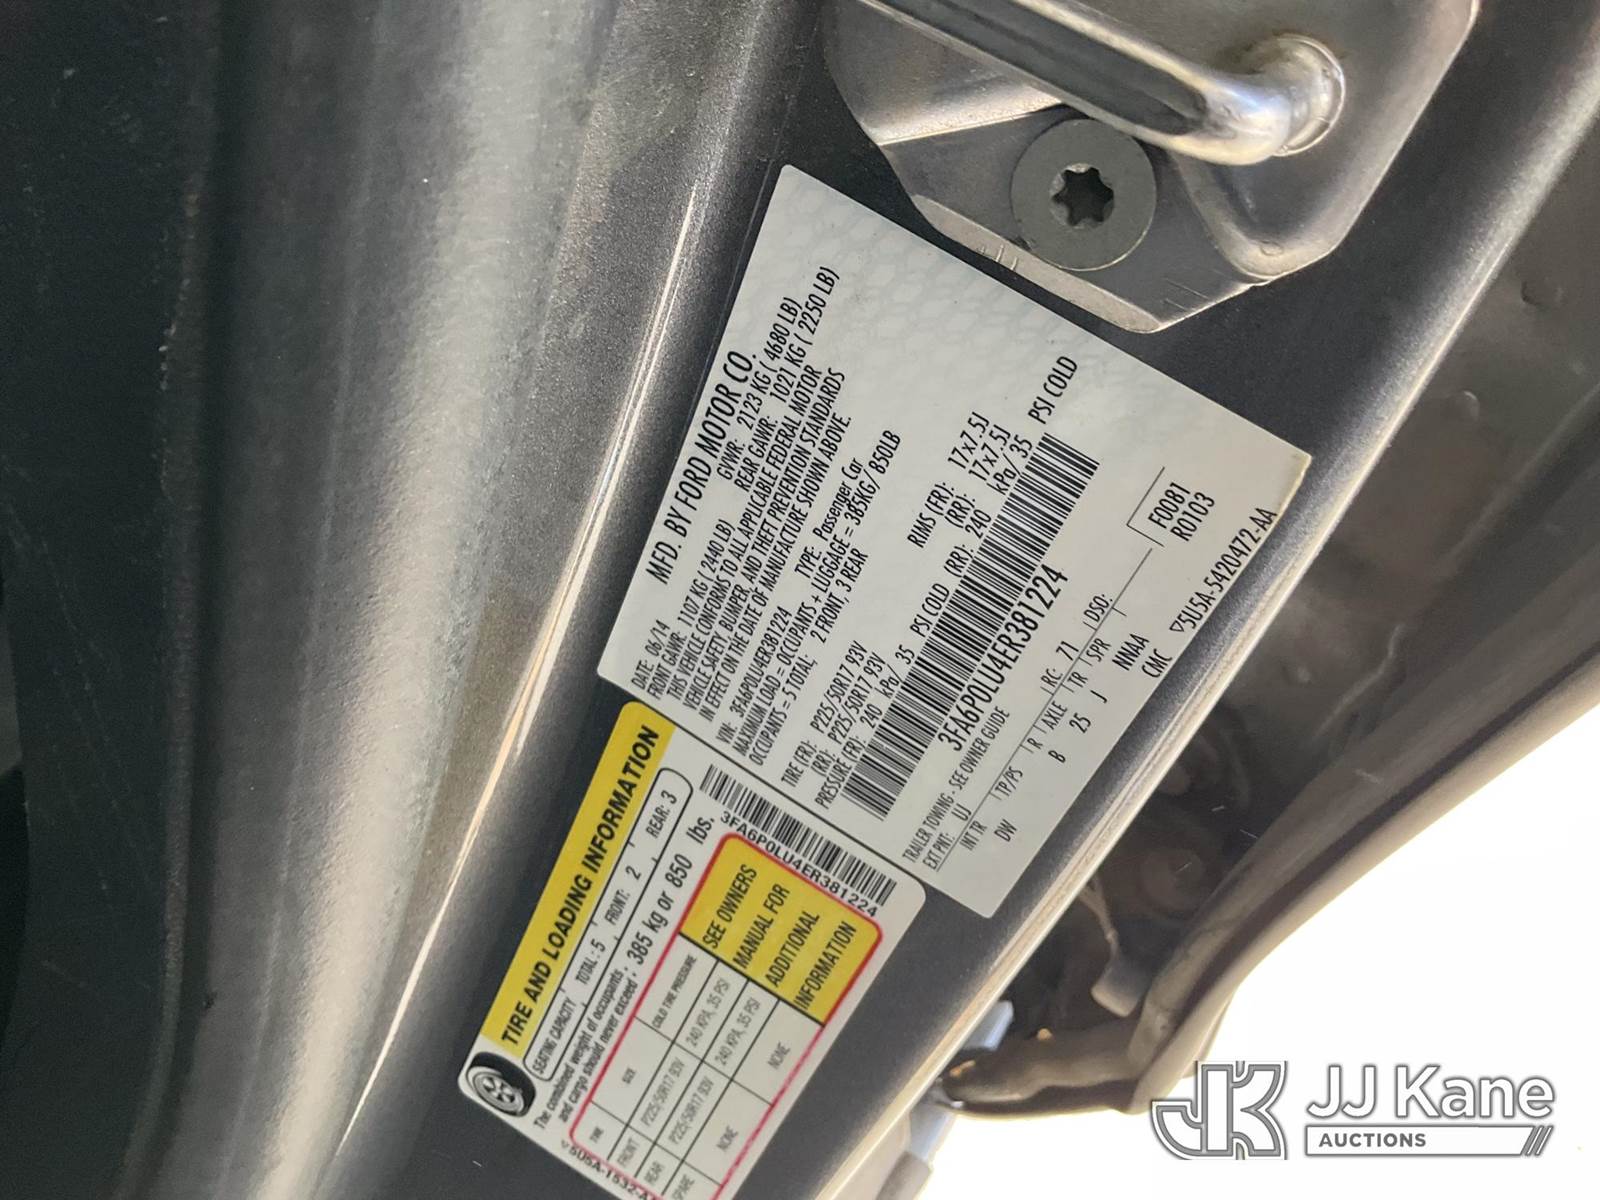 MFD. BY FORD MOTOR CO.
DATE: 06/14 GVWR: 2123 KG ( 4680 LB)
FRONT GAWR: 1107 KG ( 2440 LB) REAR GAWR: 1021 KG ( 2250 LB)
THIS VEHICLE CONFORMS TO ALL APPLICABLE FEDERAL MOTOR
VEHICLE SAFETY, BUMPER, AND THEFT PREVENTION STANDARDS
IN EFFECT ON THE DATE OF MANUFACTURE SHOWN ABOVE.
VIN: 3FA6P0LU4ER381224 TYPE: Passenger Car
MAXIMUM LOAD = OCCUPANTS + LUGGAGE = 385KG/ 850LB
OCCUPANTS = 5 TOTAL; 2 FRONT, 3 REAR
TIRE (FR): P225/50R17 93V RIMS (FR): 17x7.5J
(RR): P225/50R17 93V (RR): 17x7.5J
PRESSURE (FR): 240 kPa/ 35 PSI COLD (RR): 240 kPa/ 35 PSI COLD
3FA6P0LU4ER381224
TRAILER TOWING - SEE OWNER GUIDE
EXT PNT: UJ RC: 71 DSO: F0081
INT TR TP/PS R AXLE TR SPR R0103
DW B 25 J NNAA
CMC ▽5U5A-5420472-AA
TIRE AND LOADING INFORMATION
SEATING CAPACITY TOTAL: 5 FRONT: 2 REAR: 3
The combined weight of occupants
and cargo should never exceed: 385 kg or 850 lbs.
3FA6P0LU4ER381224
TIRE SIZE COLD TIRE PRESSURE
FRONT P225/50R17 93V 240 KPA, 35 PSI
REAR P225/50R17 93V 240 KPA, 35 PSI
SPARE NONE NONE
SEE OWNERS
MANUAL FOR
ADDITIONAL
INFORMATION
JJ Kane
AUCTIONS